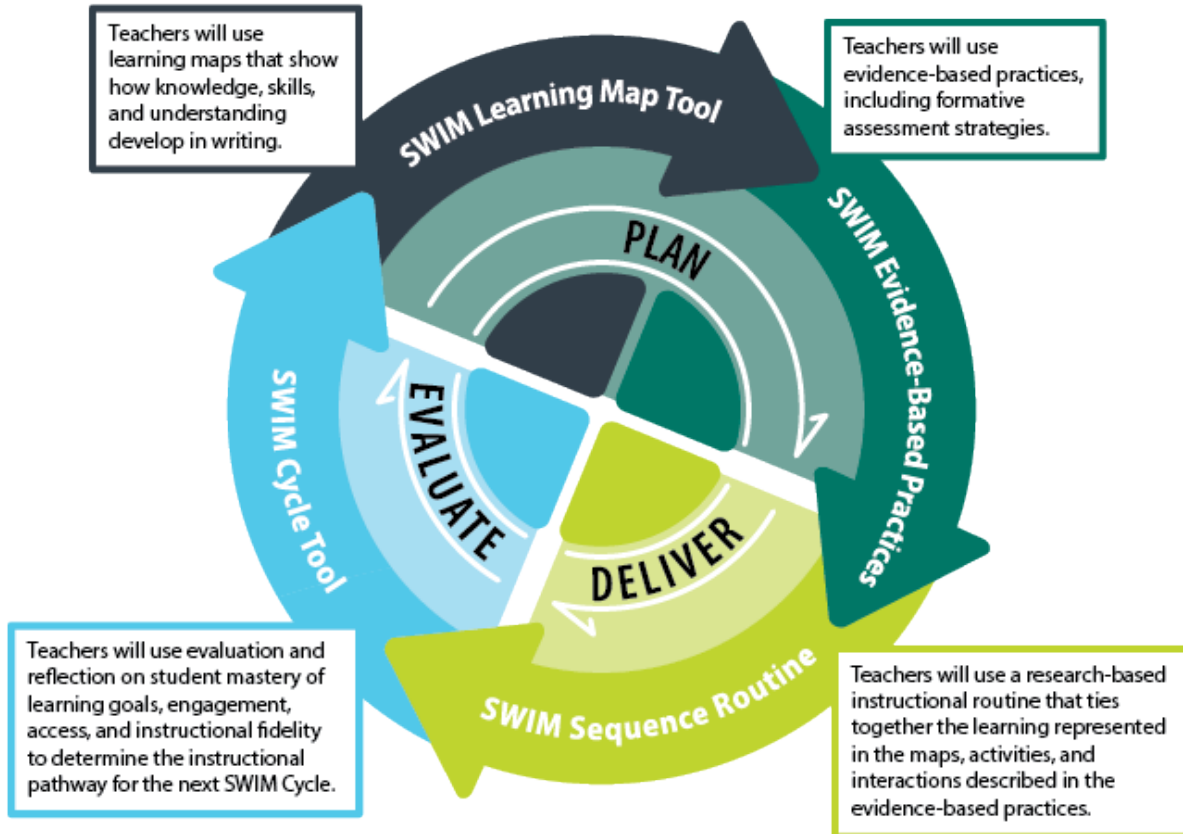 Teachers will use
learning maps that show
how knowledge, skills,
and understanding
develop in writing.
SWIM Learning Map Tool
Teachers will use
evidence-based practices,
including formative
assessment strategies.
SWIM Evidence-Based Practices
PLAN
DELIVER
EVALUATE
SWIM Sequence Routine
Teachers will use a research-based
instructional routine that ties
together the learning represented
in the maps, activities, and
interactions described in the
evidence-based practices.
SWIM Cycle Tool
Teachers will use evaluation and
reflection on student mastery of
learning goals, engagement,
access, and instructional fidelity
to determine the instructional
pathway for the next SWIM Cycle.